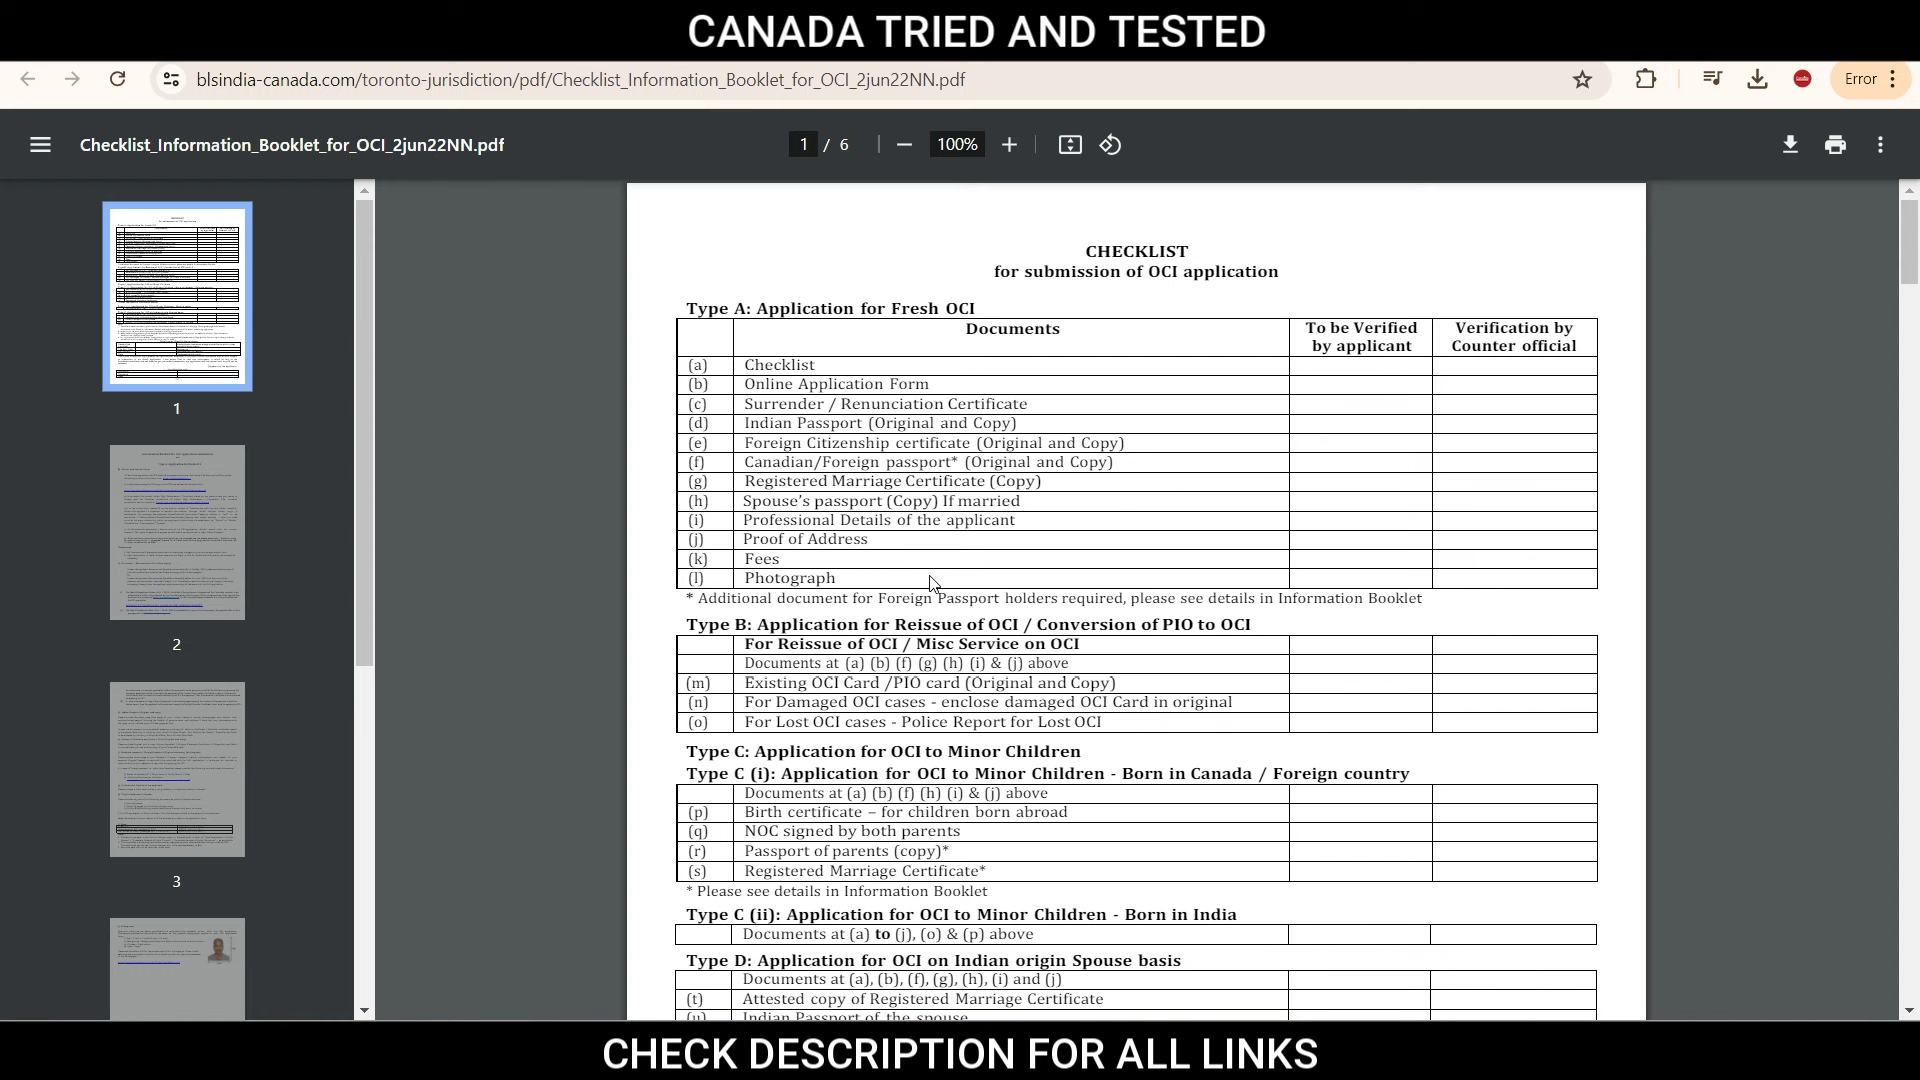 CANADA TRIED AND TESTED
blsindia-canada.com/toronto-jurisdiction/pdf/Checklist_Information_Booklet_for_OCI_2jun22NN.pdf
Error
Checklist_Information_Booklet_for_OCI_2jun22NN.pdf
1 / 6
100%
1
2
3
CHECKLIST
for submission of OCI application
Type A: Application for Fresh OCI
Documents To be Verified by applicant Verification by Counter official
(a) Checklist
(b) Online Application Form
(c) Surrender / Renunciation Certificate
(d) Indian Passport (Original and Copy)
(e) Foreign Citizenship certificate (Original and Copy)
(f) Canadian/Foreign passport* (Original and Copy)
(g) Registered Marriage Certificate (Copy)
(h) Spouse's passport (Copy) If married
(i) Professional Details of the applicant
(j) Proof of Address
(k) Fees
(l) Photograph
* Additional document for Foreign Passport holders required, please see details in Information Booklet
Type B: Application for Reissue of OCI / Conversion of PIO to OCI
For Reissue of OCI / Misc Service on OCI
Documents at (a) (b) (f) (g) (h) (i) & (j) above
(m) Existing OCI Card /PIO card (Original and Copy)
(n) For Damaged OCI cases - enclose damaged OCI Card in original
(o) For Lost OCI cases - Police Report for Lost OCI
Type C: Application for OCI to Minor Children
Type C (i): Application for OCI to Minor Children - Born in Canada / Foreign country
Documents at (a) (b) (f) (h) (i) & (j) above
(p) Birth certificate – for children born abroad
(q) NOC signed by both parents
(r) Passport of parents (copy)*
(s) Registered Marriage Certificate*
* Please see details in Information Booklet
Type C (ii): Application for OCI to Minor Children - Born in India
Documents at (a) to (j), (o) & (p) above
Type D: Application for OCI on Indian origin Spouse basis
Documents at (a), (b), (f), (g), (h), (i) and (j)
(t) Attested copy of Registered Marriage Certificate
(u) Indian Passport of the spouse
CHECK DESCRIPTION FOR ALL LINKS